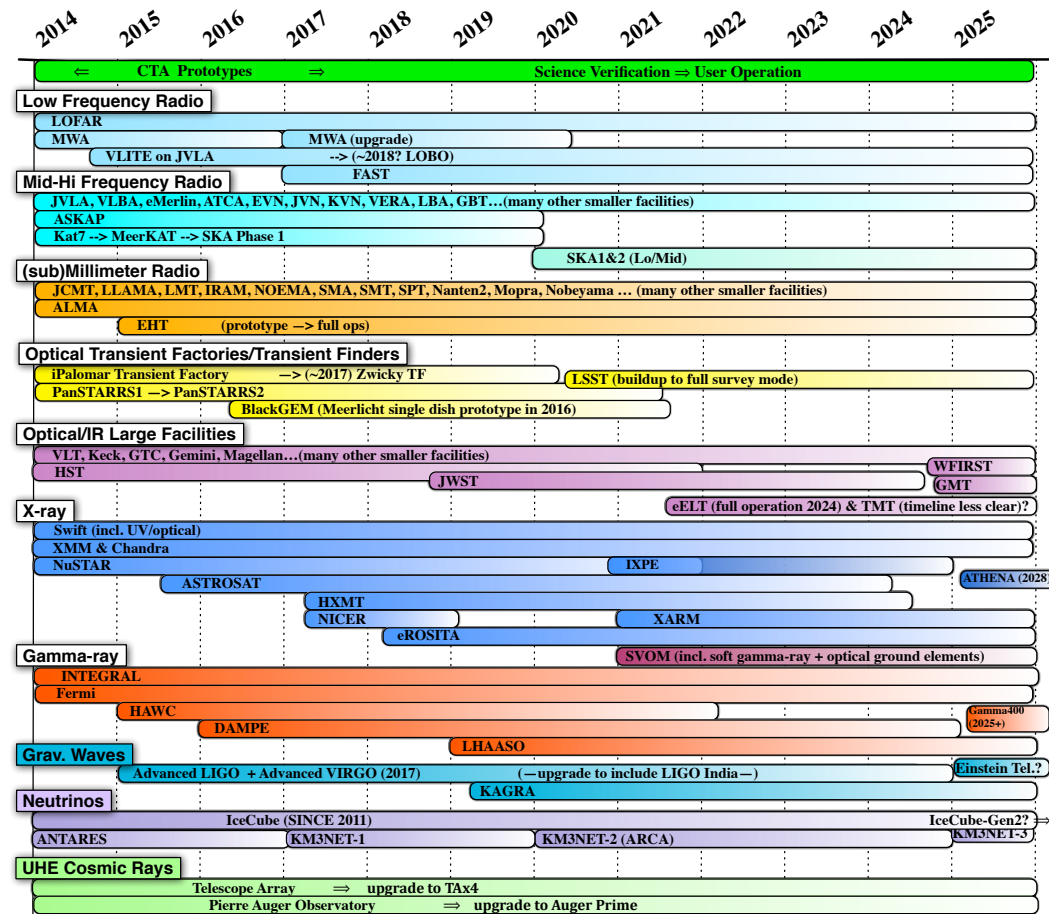 2014 2015 2016 2017 2018 2019 2020 2021 2022 2023 2024 2025
⇐ CTA Prototypes ⇒ Science Verification ⇒ User Operation
Low Frequency Radio
LOFAR
MWA MWA (upgrade)
VLITE on JVLA --> (~2018? LOBO)
FAST
Mid-Hi Frequency Radio
JVLA, VLBA, eMerlin, ATCA, EVN, JVN, KVN, VERA, LBA, GBT...(many other smaller facilities)
ASKAP
Kat7 --> MeerKAT --> SKA Phase 1
SKA1&2 (Lo/Mid)
(sub)Millimeter Radio
JCMT, LLAMA, LMT, IRAM, NOEMA, SMA, SMT, SPT, Nanten2, Mopra, Nobeyama ... (many other smaller facilities)
ALMA
EHT (prototype —> full ops)
Optical Transient Factories/Transient Finders
iPalomar Transient Factory —> (~2017) Zwicky TF
LSST (buildup to full survey mode)
PanSTARRS1 —> PanSTARRS2
BlackGEM (Meerlicht single dish prototype in 2016)
Optical/IR Large Facilities
VLT, Keck, GTC, Gemini, Magellan...(many other smaller facilities)
HST WFIRST
JWST GMT
eELT (full operation 2024) & TMT (timeline less clear)?
X-ray
Swift (incl. UV/optical)
XMM & Chandra
NuSTAR IXPE
ASTROSAT ATHENA (2028)
HXMT
NICER XARM
eROSITA
Gamma-ray
SVOM (incl. soft gamma-ray + optical ground elements)
INTEGRAL
Fermi
HAWC Gamma400
(2025+)
DAMPE
LHAASO
Grav. Waves
Advanced LIGO + Advanced VIRGO (2017) (—upgrade to include LIGO India—) Einstein Tel.?
KAGRA
Neutrinos
IceCube (SINCE 2011) IceCube-Gen2? ⇒
ANTARES KM3NET-1 KM3NET-2 (ARCA) KM3NET-3
UHE Cosmic Rays
Telescope Array ⇒ upgrade to TAx4
Pierre Auger Observatory ⇒ upgrade to Auger Prime